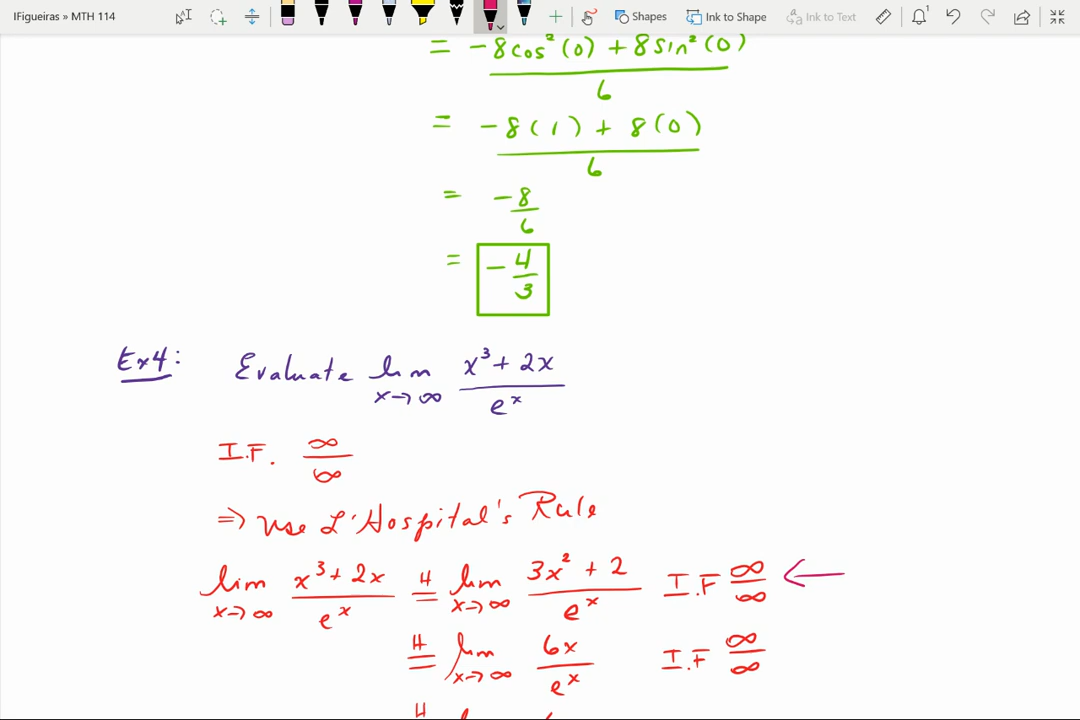 IFigueiras » MTH 114 Shapes Ink to Shape Ink to Text 1
= -8cos²(0) + 8sin²(0) / 6
= -8(1) + 8(0) / 6
= -8/6
= -4/3
Ex4: Evaluate lim x→∞ x³ + 2x / eˣ
I.F. ∞/∞
⇒ Use L'Hospital's Rule
lim x→∞ x³ + 2x / eˣ H= lim x→∞ 3x² + 2 / eˣ I.F ∞/∞ ←
H= lim x→∞ 6x / eˣ I.F ∞/∞
H